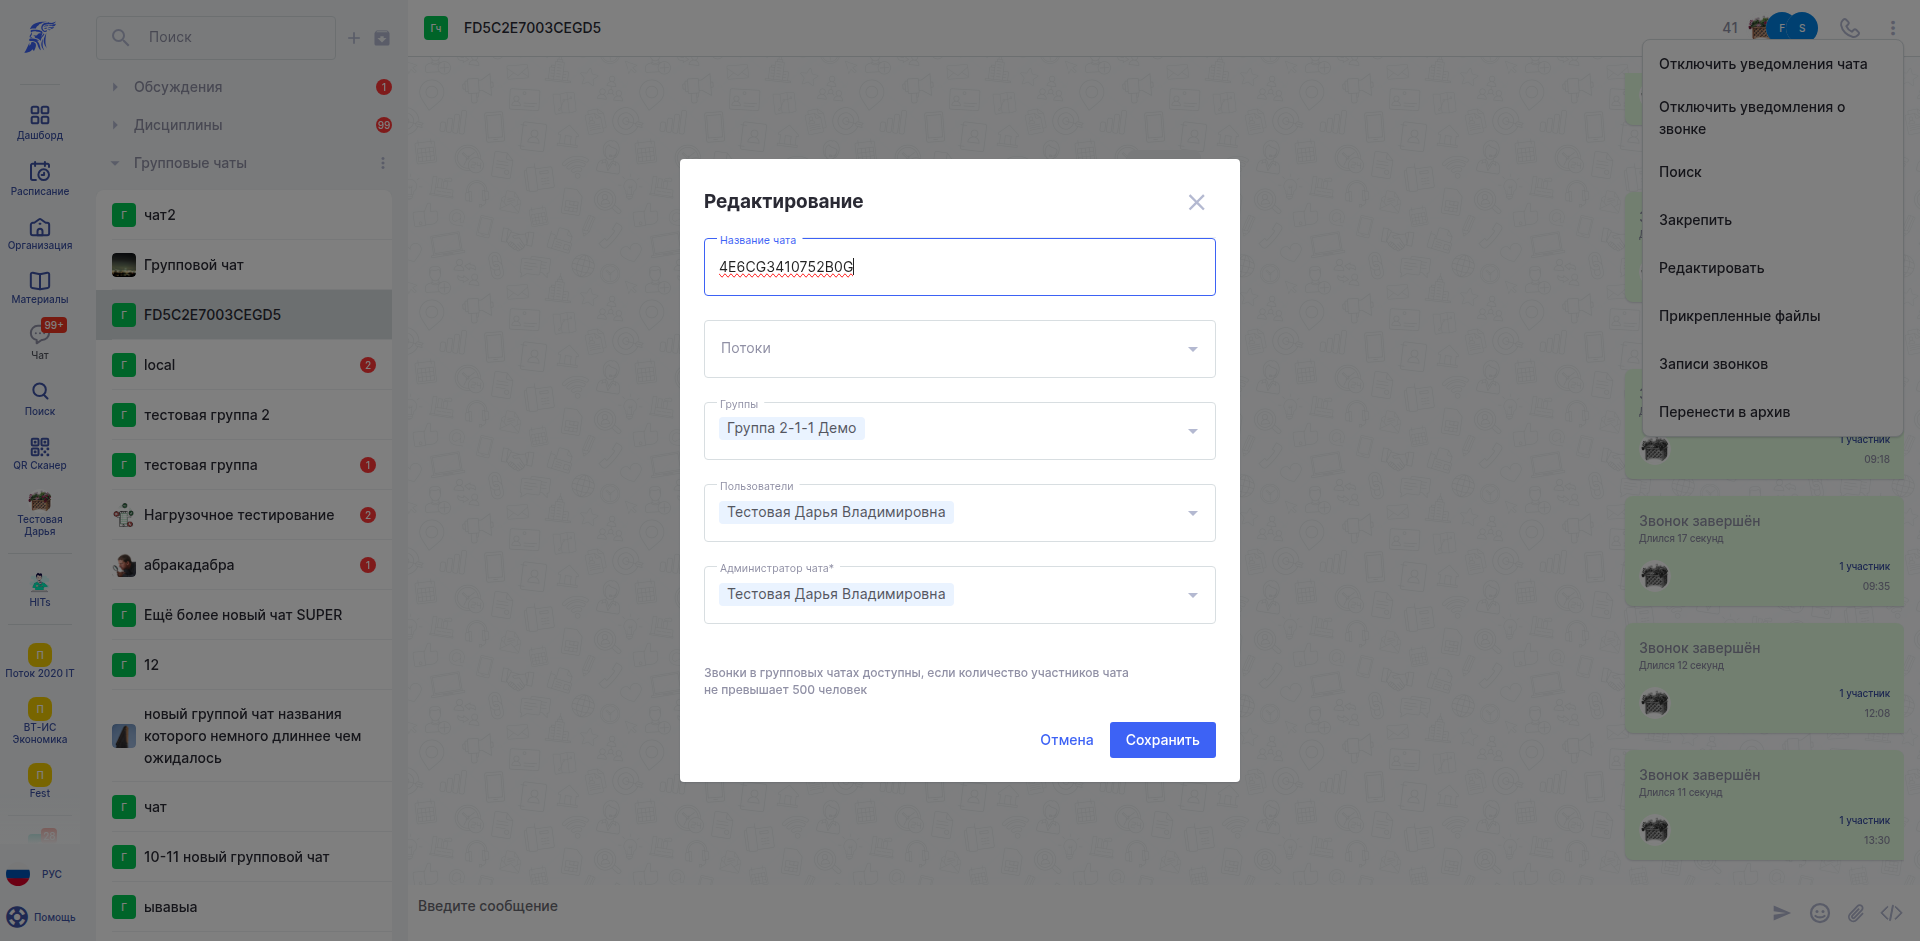 Дашборд
Расписание
Организация
Материалы
99+
Чат
Поиск
QR Сканер
Тестовая
Дарья
HITs
П
Поток 2020 IT
П
ВТ-ИС
Экономика
П
Fest
РУС
Помощь
Поиск
Обсуждения
1
Дисциплины
99
Групповые чаты
Г
чат2
Групповой чат
Г
FD5C2E7003CEGD5
Г
local
2
Г
тестовая группа 2
Г
тестовая группа
1
Нагрузочное тестирование
2
абракадабра
1
Г
Ещё более новый чат SUPER
Г
12
новый группой чат названия
которого немного длиннее чем
ожидалось
Г
чат
Г
10-11 новый групповой чат
Г
ывавыа
Гч
FD5C2E7003CEGD5
41
F
S
Отключить уведомления чата
Отключить уведомления о
звонке
Поиск
Закрепить
Редактировать
Прикрепленные файлы
Записи звонков
Перенести в архив
1 участник
09:18
Звонок завершён
Длился 17 секунд
1 участник
09:35
Звонок завершён
Длился 12 секунд
1 участник
12:08
Звонок завершён
Длился 11 секунд
1 участник
13:30
Введите сообщение
Редактирование
Название чата
4E6CG3410752B0G
Потоки
Группы
Группа 2-1-1 Демо
Пользователи
Тестовая Дарья Владимировна
Администратор чата*
Тестовая Дарья Владимировна
Звонки в групповых чатах доступны, если количество участников чата
не превышает 500 человек
Отмена
Сохранить